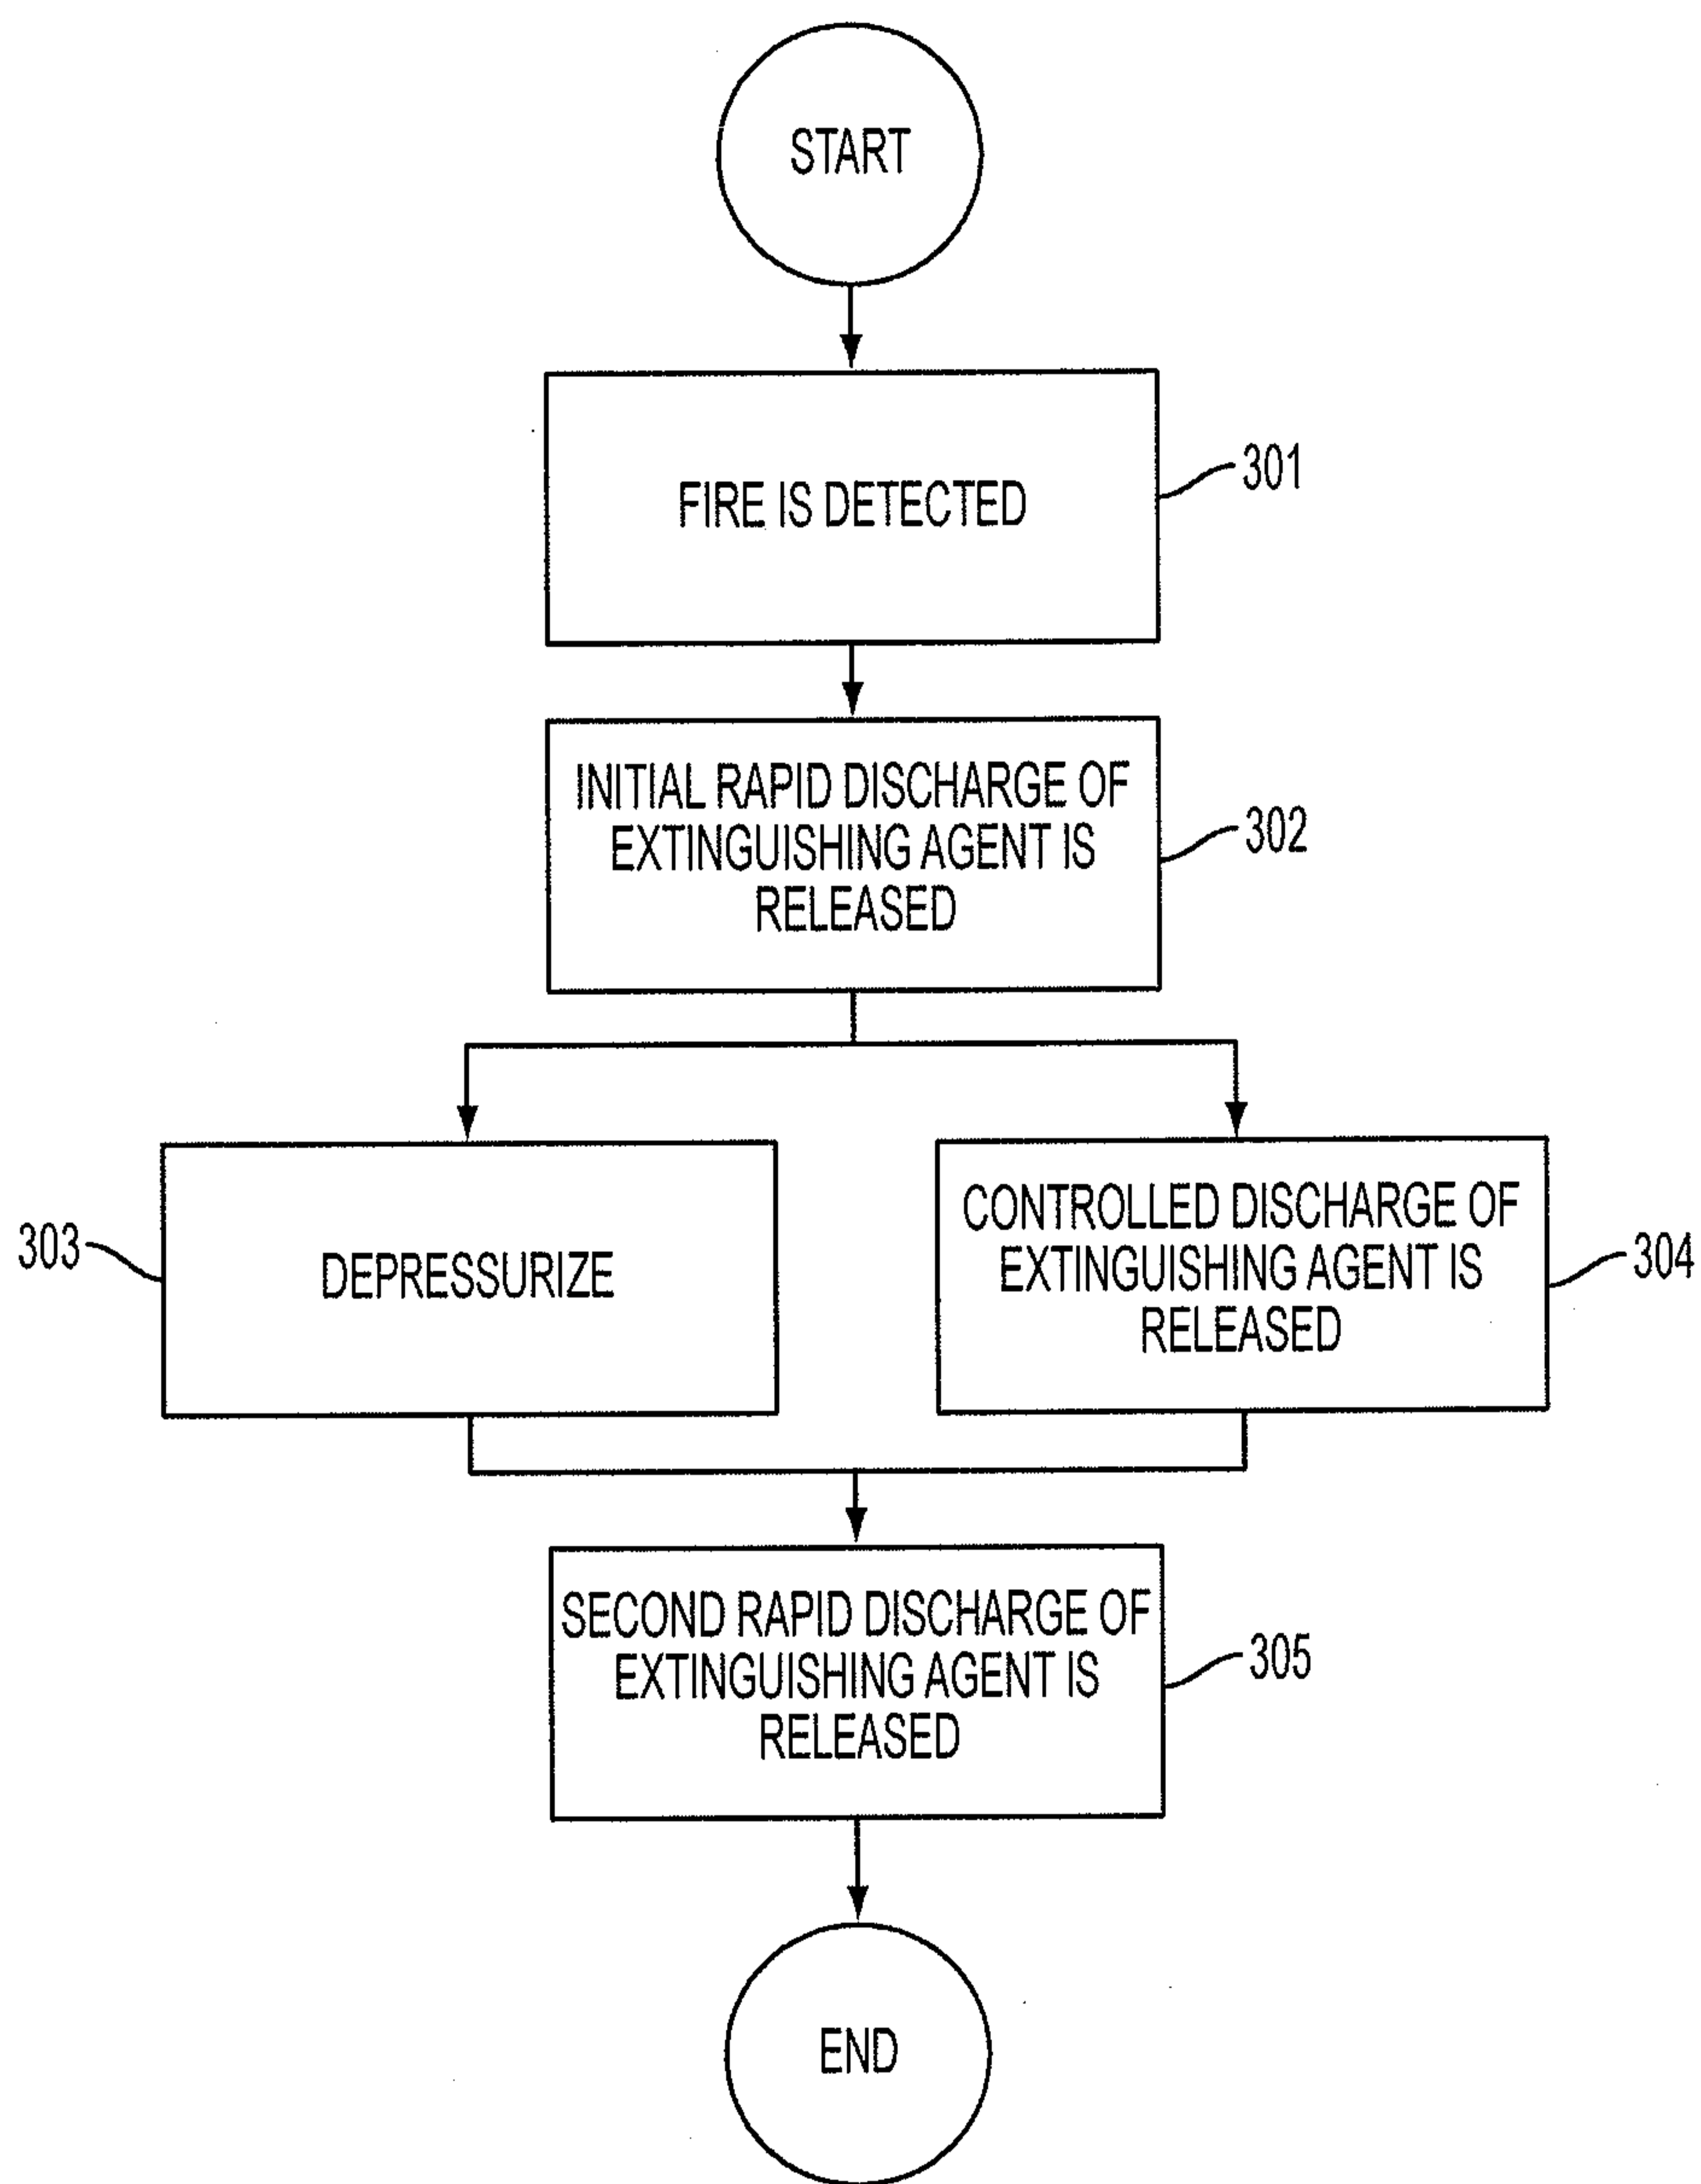 START
FIRE IS DETECTED
301
INITIAL RAPID DISCHARGE OF
EXTINGUISHING AGENT IS
RELEASED
302
303
DEPRESSURIZE
CONTROLLED DISCHARGE OF
EXTINGUISHING AGENT IS
RELEASED
304
SECOND RAPID DISCHARGE OF
EXTINGUISHING AGENT IS
RELEASED
305
END